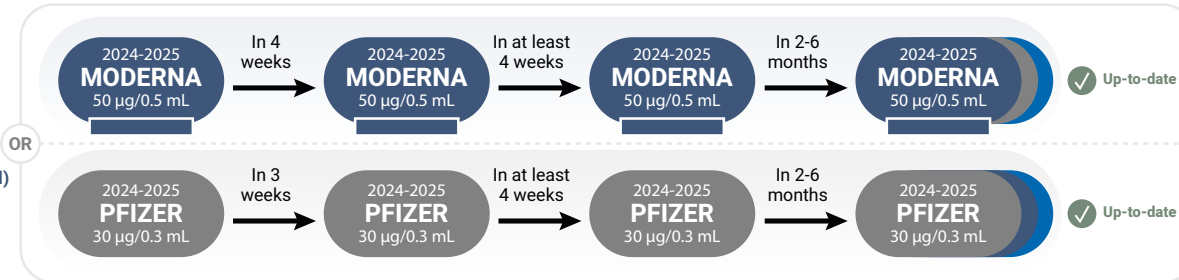 In 4
weeks
In at least
4 weeks
In 2-6
months
2024-2025
MODERNA
50 µg/0.5 mL
2024-2025
MODERNA
50 µg/0.5 mL
2024-2025
MODERNA
50 µg/0.5 mL
2024-2025
MODERNA
50 µg/0.5 mL
Up-to-date
OR
In 3
weeks
In at least
4 weeks
In 2-6
months
2024-2025
PFIZER
30 µg/0.3 mL
2024-2025
PFIZER
30 µg/0.3 mL
2024-2025
PFIZER
30 µg/0.3 mL
2024-2025
PFIZER
30 µg/0.3 mL
Up-to-date